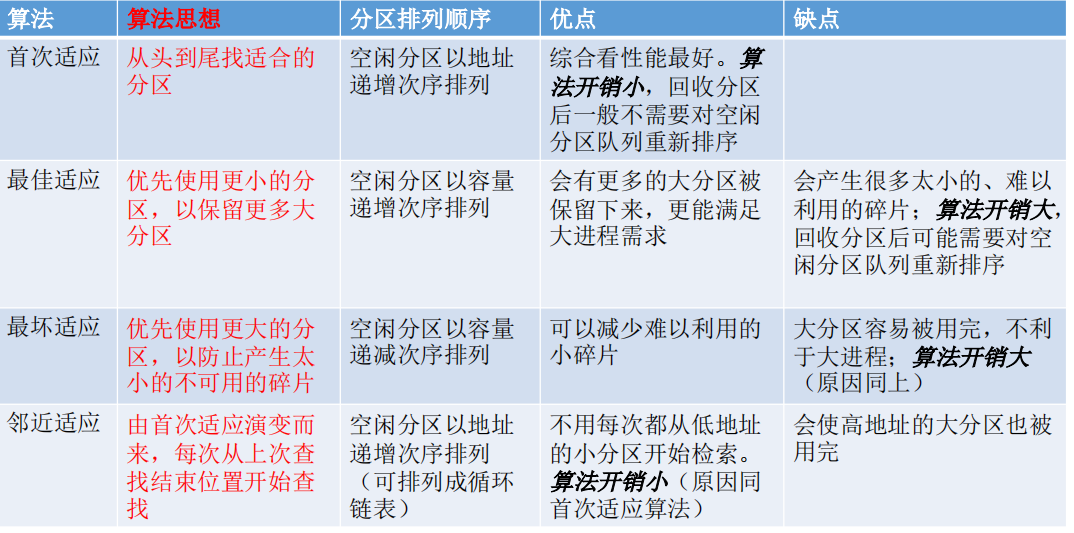 算法
算法思想
分区排列顺序
优点
缺点
首次适应
从头到尾找适合的
分区
空闲分区以地址
递增次序排列
综合看性能最好。算
法开销小，回收分区
后一般不需要对空闲
分区队列重新排序
最佳适应
优先使用更小的分
区，以保留更多大
分区
空闲分区以容量
递增次序排列
会有更多的大分区被
保留下来，更能满足
大进程需求
会产生很多太小的、难以
利用的碎片；算法开销大，
回收分区后可能需要对空
闲分区队列重新排序
最坏适应
优先使用更大的分
区，以防止产生太
小的不可用的碎片
空闲分区以容量
递减次序排列
可以减少难以利用的
小碎片
大分区容易被用完，不利
于大进程；算法开销大
（原因同上）
邻近适应
由首次适应演变而
来，每次从上次查
找结束位置开始查
找
空闲分区以地址
递增次序排列
（可排列成循环
链表）
不用每次都从低地址
的小分区开始检索。
算法开销小（原因同
首次适应算法）
会使高地址的大分区也被
用完